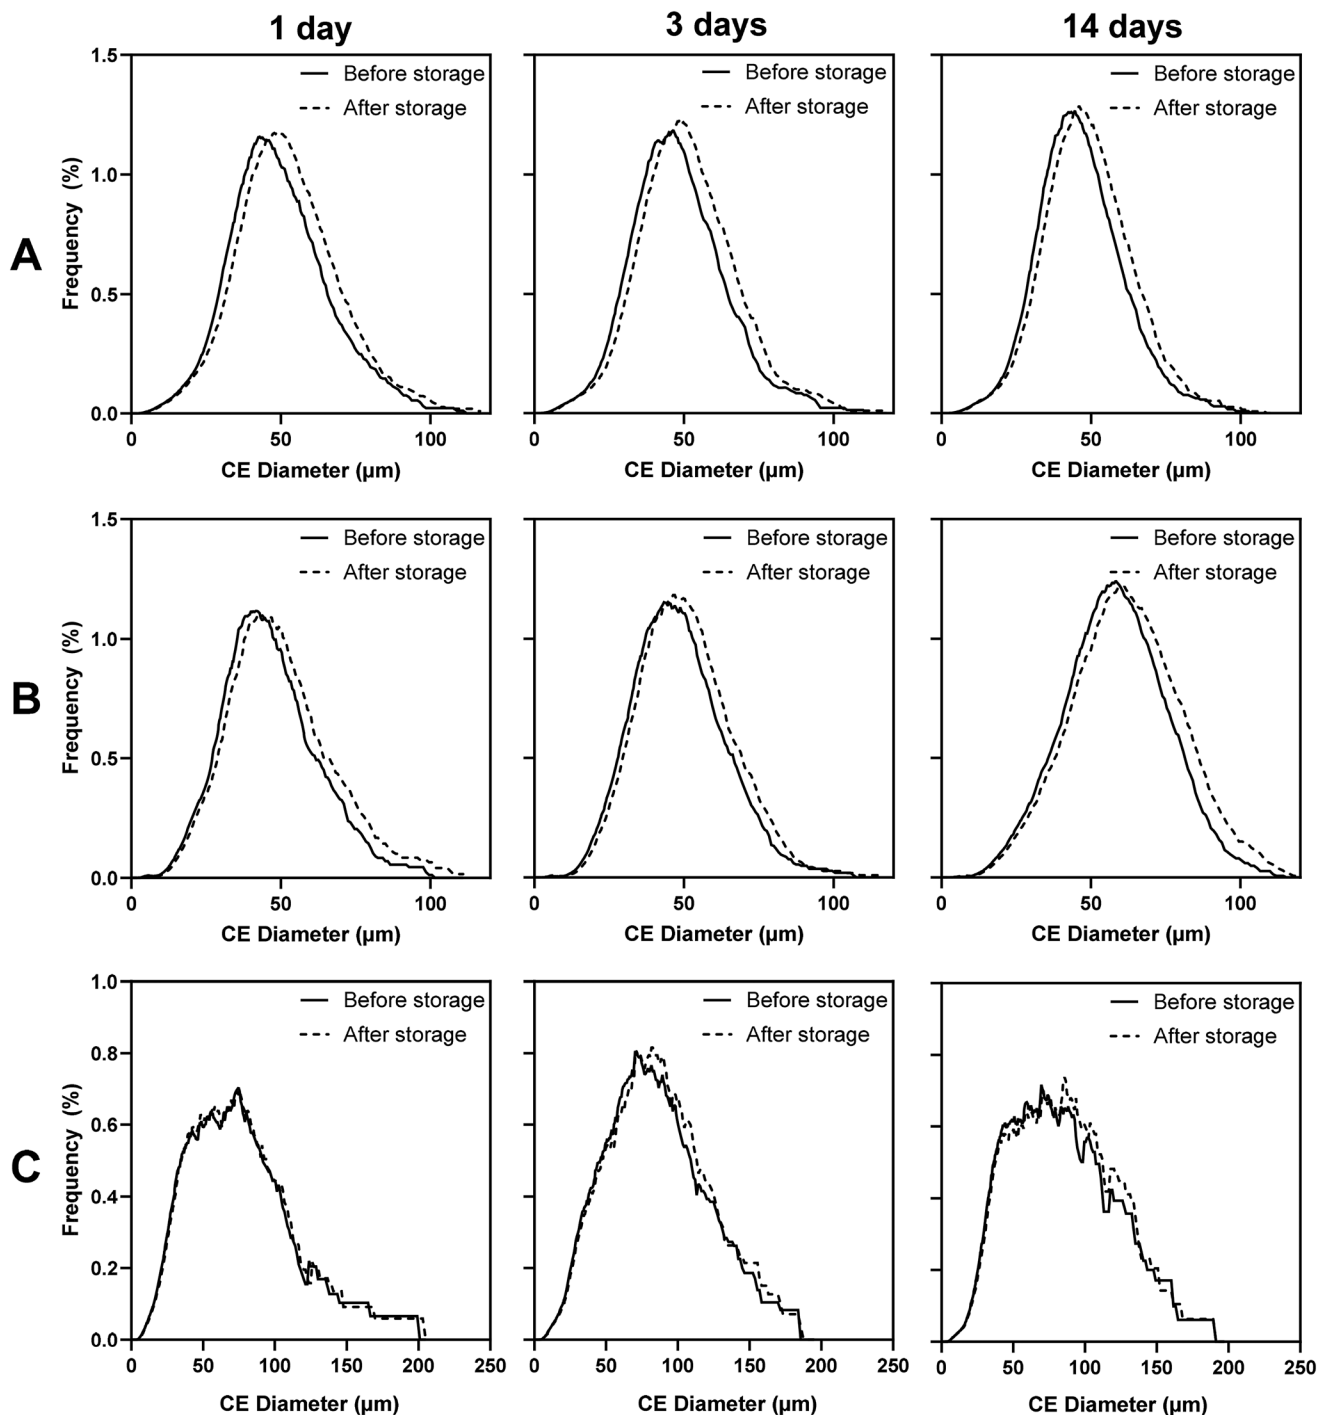 1 day
3 days
14 days
A
Frequency (%)
1.5
1.0
0.5
0.0
Before storage
After storage
0
50
100
CE Diameter (µm)
Before storage
After storage
0
50
100
CE Diameter (µm)
Before storage
After storage
0
50
100
CE Diameter (µm)
B
Frequency (%)
1.5
1.0
0.5
0.0
Before storage
After storage
0
50
100
CE Diameter (µm)
Before storage
After storage
0
50
100
CE Diameter (µm)
Before storage
After storage
0
50
100
CE Diameter (µm)
C
Frequency (%)
1.0
0.8
0.6
0.4
0.2
0.0
Before storage
After storage
0
50
100
150
200
250
CE Diameter (µm)
Before storage
After storage
0
50
100
150
200
250
CE Diameter (µm)
Before storage
After storage
0
50
100
150
200
250
CE Diameter (µm)